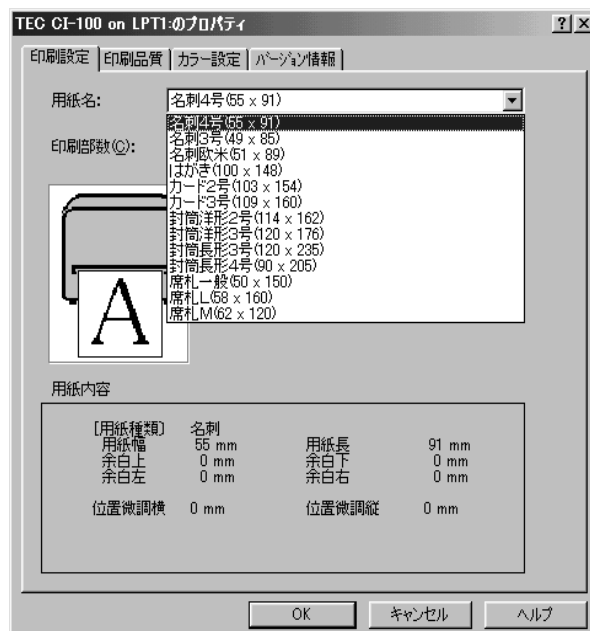 TEC CI-100 on LPT1:のプロパティ
印刷設定 印刷品質 カラー設定 バージョン情報
用紙名: 名刺4号(55 x 91)
名刺4号(55 x 91)
名刺3号(49 x 85)
印刷部数(C):
名刺欧米(51 x 89)
はがき(100 x 148)
カード2号(103 x 154)
カード3号(109 x 160)
封筒洋形2号(114 x 162)
封筒洋形3号(120 x 176)
封筒長形3号(120 x 235)
封筒長形4号(90 x 205)
席札一般(50 x 150)
席札L(58 x 160)
席札M(62 x 120)
A
用紙内容
[用紙種類] 名刺
用紙幅 55 mm 用紙長 91 mm
余白上 0 mm 余白下 0 mm
余白左 0 mm 余白右 0 mm
位置微調横 0 mm 位置微調縦 0 mm
OK キャンセル ヘルプ